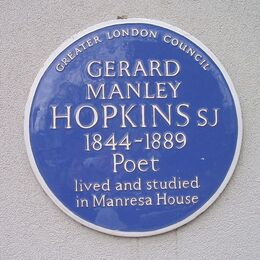 GREATER LONDON COUNCIL
GERARD
MANLEY
HOPKINS SJ
1844-1889
Poet
lived and studied
in Manresa House